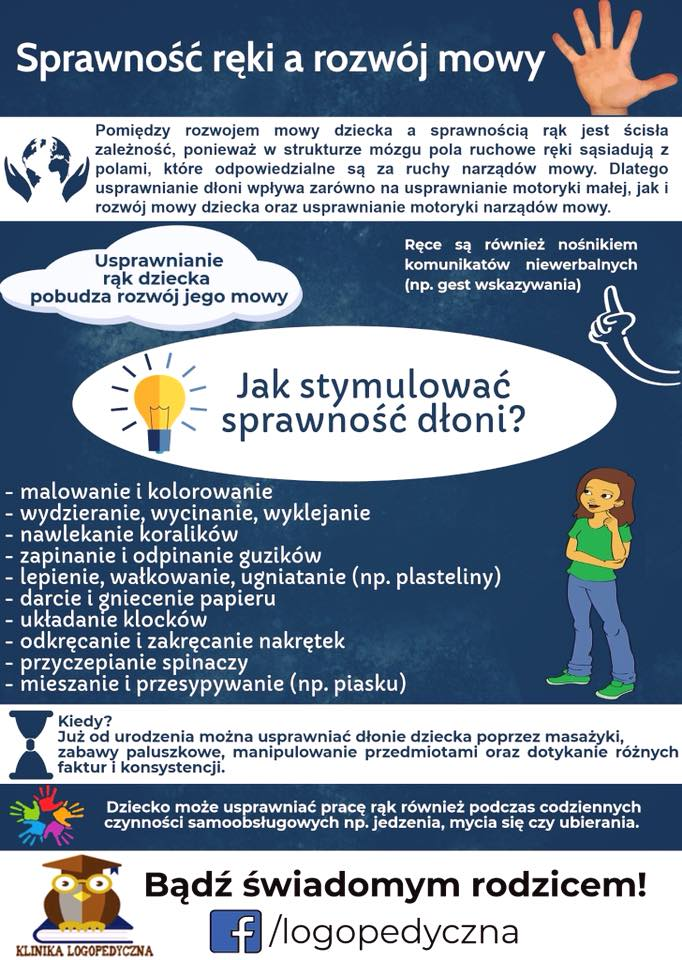 Sprawność ręki a rozwój mowy
Pomiędzy rozwojem mowy dziecka a sprawnością rąk jest ścisła
zależność, ponieważ w strukturze mózgu pola ruchowe ręki sąsiadują z
polami, które odpowiedzialne są za ruchy narządów mowy. Dlatego
usprawnianie dłoni wpływa zarówno na usprawnianie motoryki małej, jak i
rozwój mowy dziecka oraz usprawnianie motoryki narządów mowy.
Usprawnianie
rąk dziecka
pobudza rozwój jego mowy
Ręce są również nośnikiem
komunikatów niewerbalnych
(np. gest wskazywania)
Jak stymulować
sprawność dłoni?
- malowanie i kolorowanie
- wydzieranie, wycinanie, wyklejanie
- nawlekanie koralików
- zapinanie i odpinanie guzików
- lepienie, wałkowanie, ugniatanie (np. plasteliny)
- darcie i gniecenie papieru
- układanie klocków
- odkręcanie i zakręcanie nakrętek
- przyczepianie spinaczy
- mieszanie i przesypywanie (np. piasku)
Kiedy?
Już od urodzenia można usprawniać dłonie dziecka poprzez masażyki,
zabawy paluszkowe, manipulowanie przedmiotami oraz dotykanie różnych
faktur i konsystencji.
Dziecko może usprawniać pracę rąk również podczas codziennych
czynności samoobsługowych np. jedzenia, mycia się czy ubierania.
Bądź świadomym rodzicem!
f /logopedyczna
KLINIKA LOGOPEDYCZNA